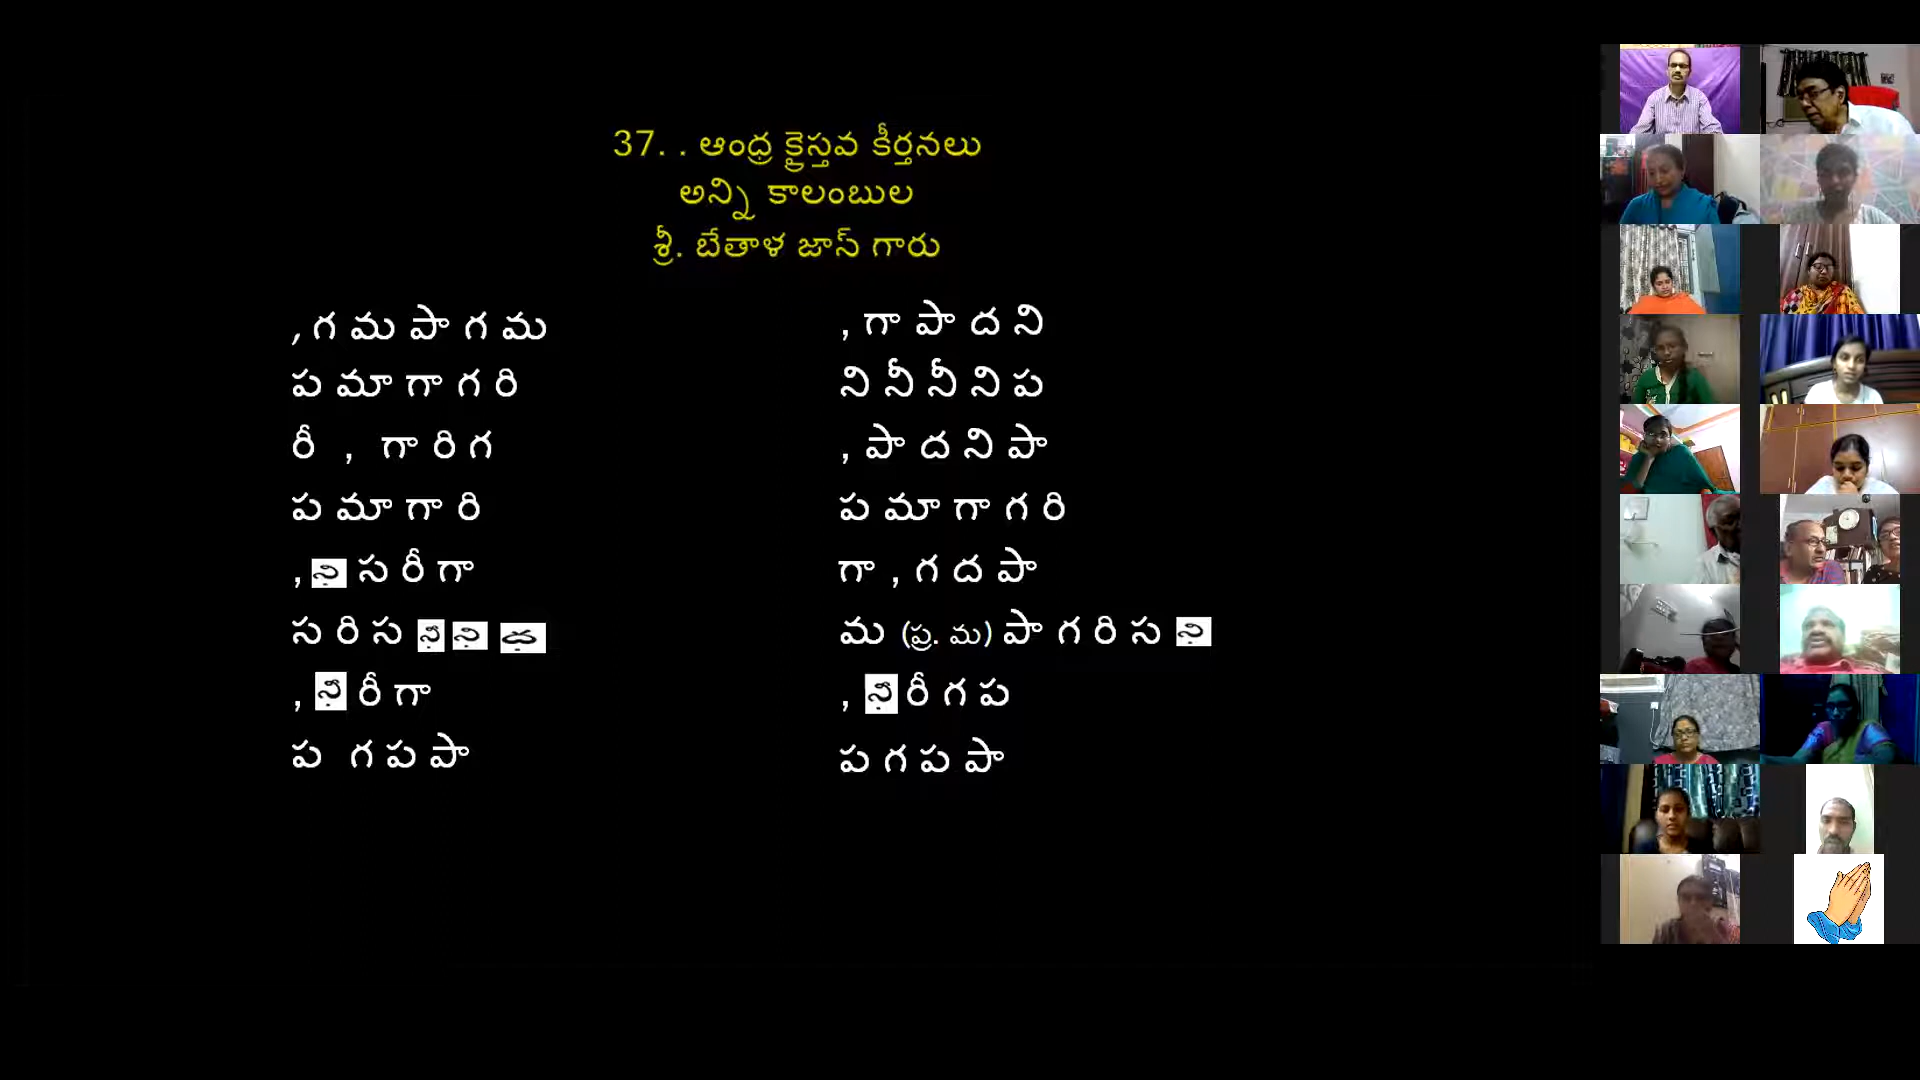 37. . ఆంధ్ర క్రైస్తవ కీర్తనలు
అన్ని కాలంబుల
శ్రీ. బేతాళ జాస్ గారు
, గ మ పా గ మ
ప మా గా గ రి
రీ , గా రి గ
ప మా గా రి
, ని స రీ గా
స రి స నీ ని ద
, నీ రీ గా
ప గ ప పా
, గా పా ద ని
ని నీ నీ ని ప
, పా ద ని పా
ప మా గా గ రి
గా , గ ద పా
మ (ప్ర. మ) పా గ రి స ని
, నీ రీ గ ప
ప గ ప పా